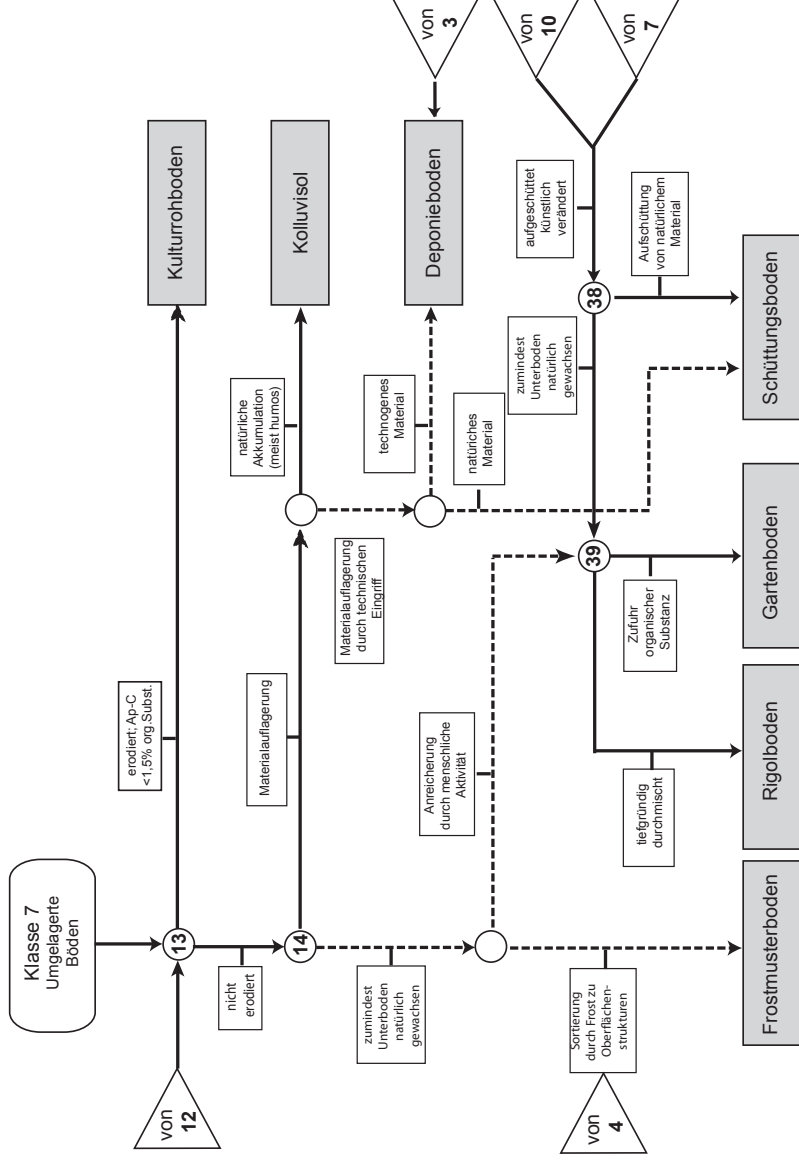 Klasse 7
Umgelagerte
Böden
von
12
13
erodiert; Ap-C
<1,5% org.Subst.
Kulturrohboden
nicht
erodiert
14
Materialauflagerung
natürliche
Akkumulation
(meist humos)
Kolluvisol
Materialauflagerung
durch technischen
Eingriff
technogenes
Material
Deponieboden
von
3
natüriches
Material
zumindest
Unterboden
natürlich
gewachsen
Anreicherung
durch menschliche
Aktivität
39
zumindest
Unterboden
natürlich
gewachsen
38
aufgeschüttet
künstlich
verändert
von
10
von
7
von
4
Sortierung
durch Frost zu
Oberflächen-
strukturen
tiefgründig
durchmischt
Zufuhr
organischer
Substanz
Aufschüttung
von natürlichem
Material
Frostmusterboden
Rigolboden
Gartenboden
Schüttungsboden